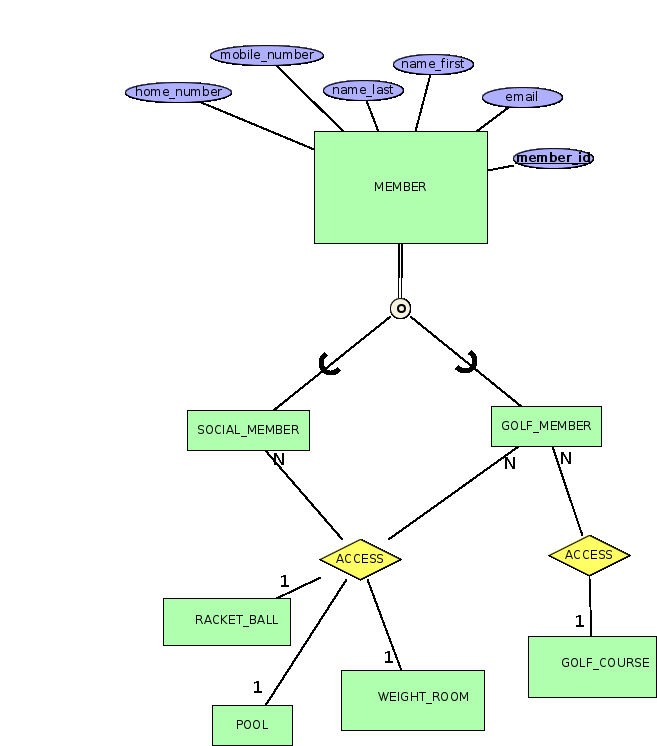 mobile_number
name_first
home_number
name_last
email
member_id
MEMBER
o
SOCIAL_MEMBER
GOLF_MEMBER
N
N
N
ACCESS
ACCESS
1
RACKET_BALL
1
GOLF_COURSE
1
WEIGHT_ROOM
1
POOL